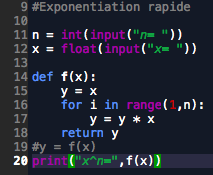 9 #Exponentiation rapide
10
11 n = int(input("n= "))
12 x = float(input("x= "))
13
14 def f(x):
15     y = x
16     for i in range(1,n):
17         y = y * x
18     return y
19 #y = f(x)
20 print("x^n=",f(x))